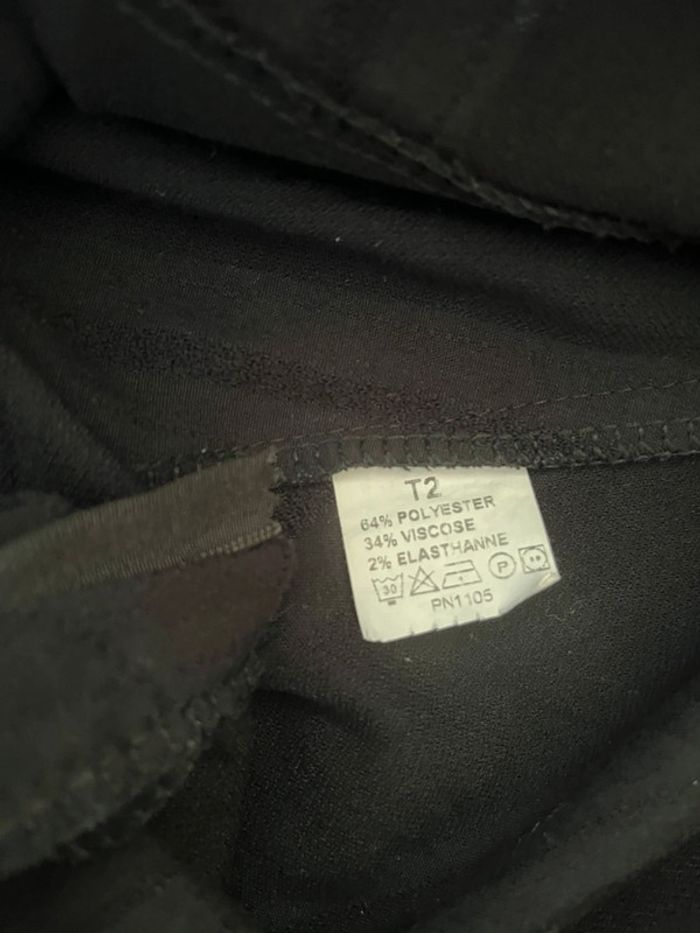 T2
64% POLYESTER
34% VISCOSE
2% ELASTHANNE
30 P
PN1105